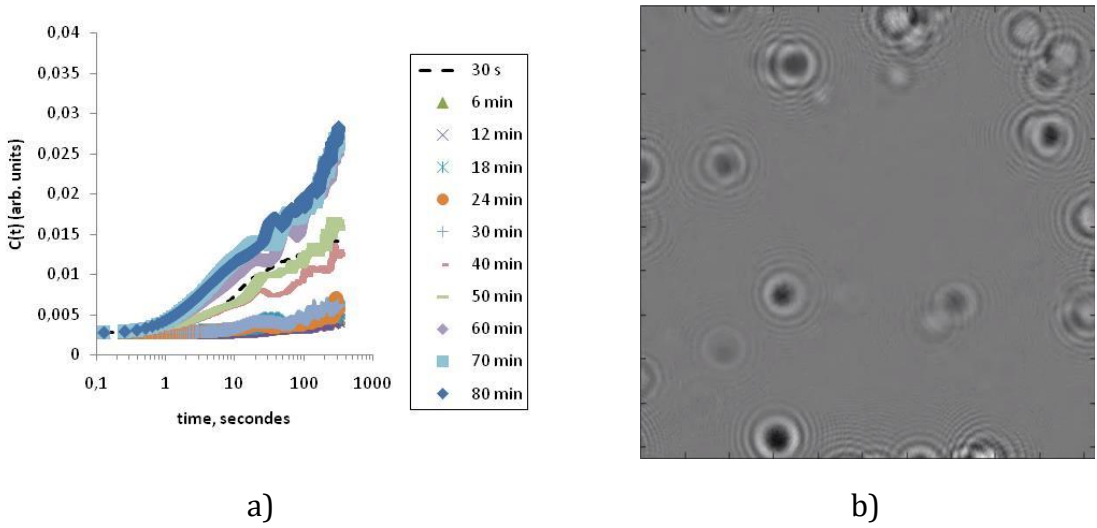 0,04
0,035
0,03
0,025
0,02
0,015
0,01
0,005
0
C(t) (arb. units)
0,1 1 10 100 1000
time, secondes
30 s
6 min
12 min
18 min
24 min
30 min
40 min
50 min
60 min
70 min
80 min
a)
b)